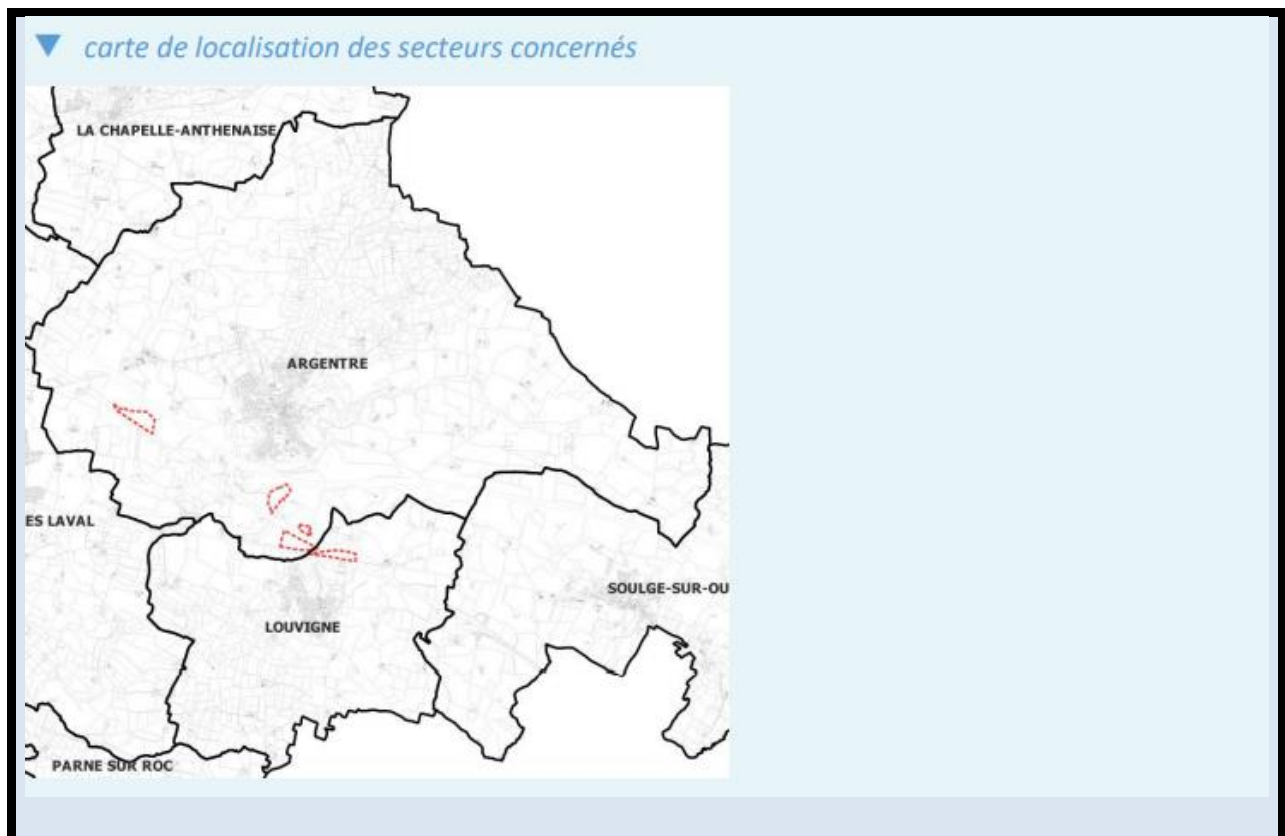 carte de localisation des secteurs concernés
LA CHAPELLE-ANTHENAISE
ARGENTRE
ES LAVAL
SOULGE-SUR-OU
LOUVIGNE
PARNE SUR ROC